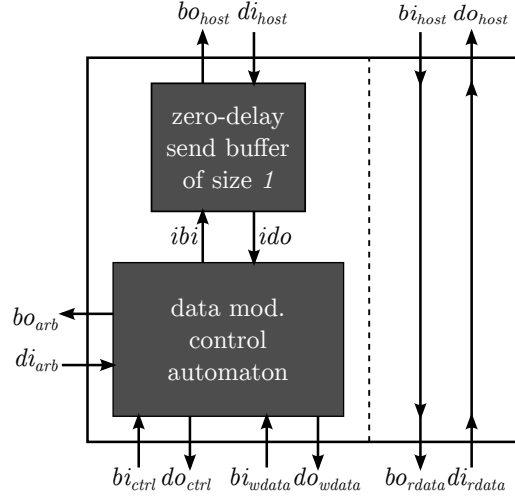 bo_host di_host bi_host do_host
zero-delay
send buffer
of size 1
ibi ido
bo_arb
data mod.
di_arb
control
automaton
bi_ctrl do_ctrl bi_wdata do_wdata bo_rdata di_rdata